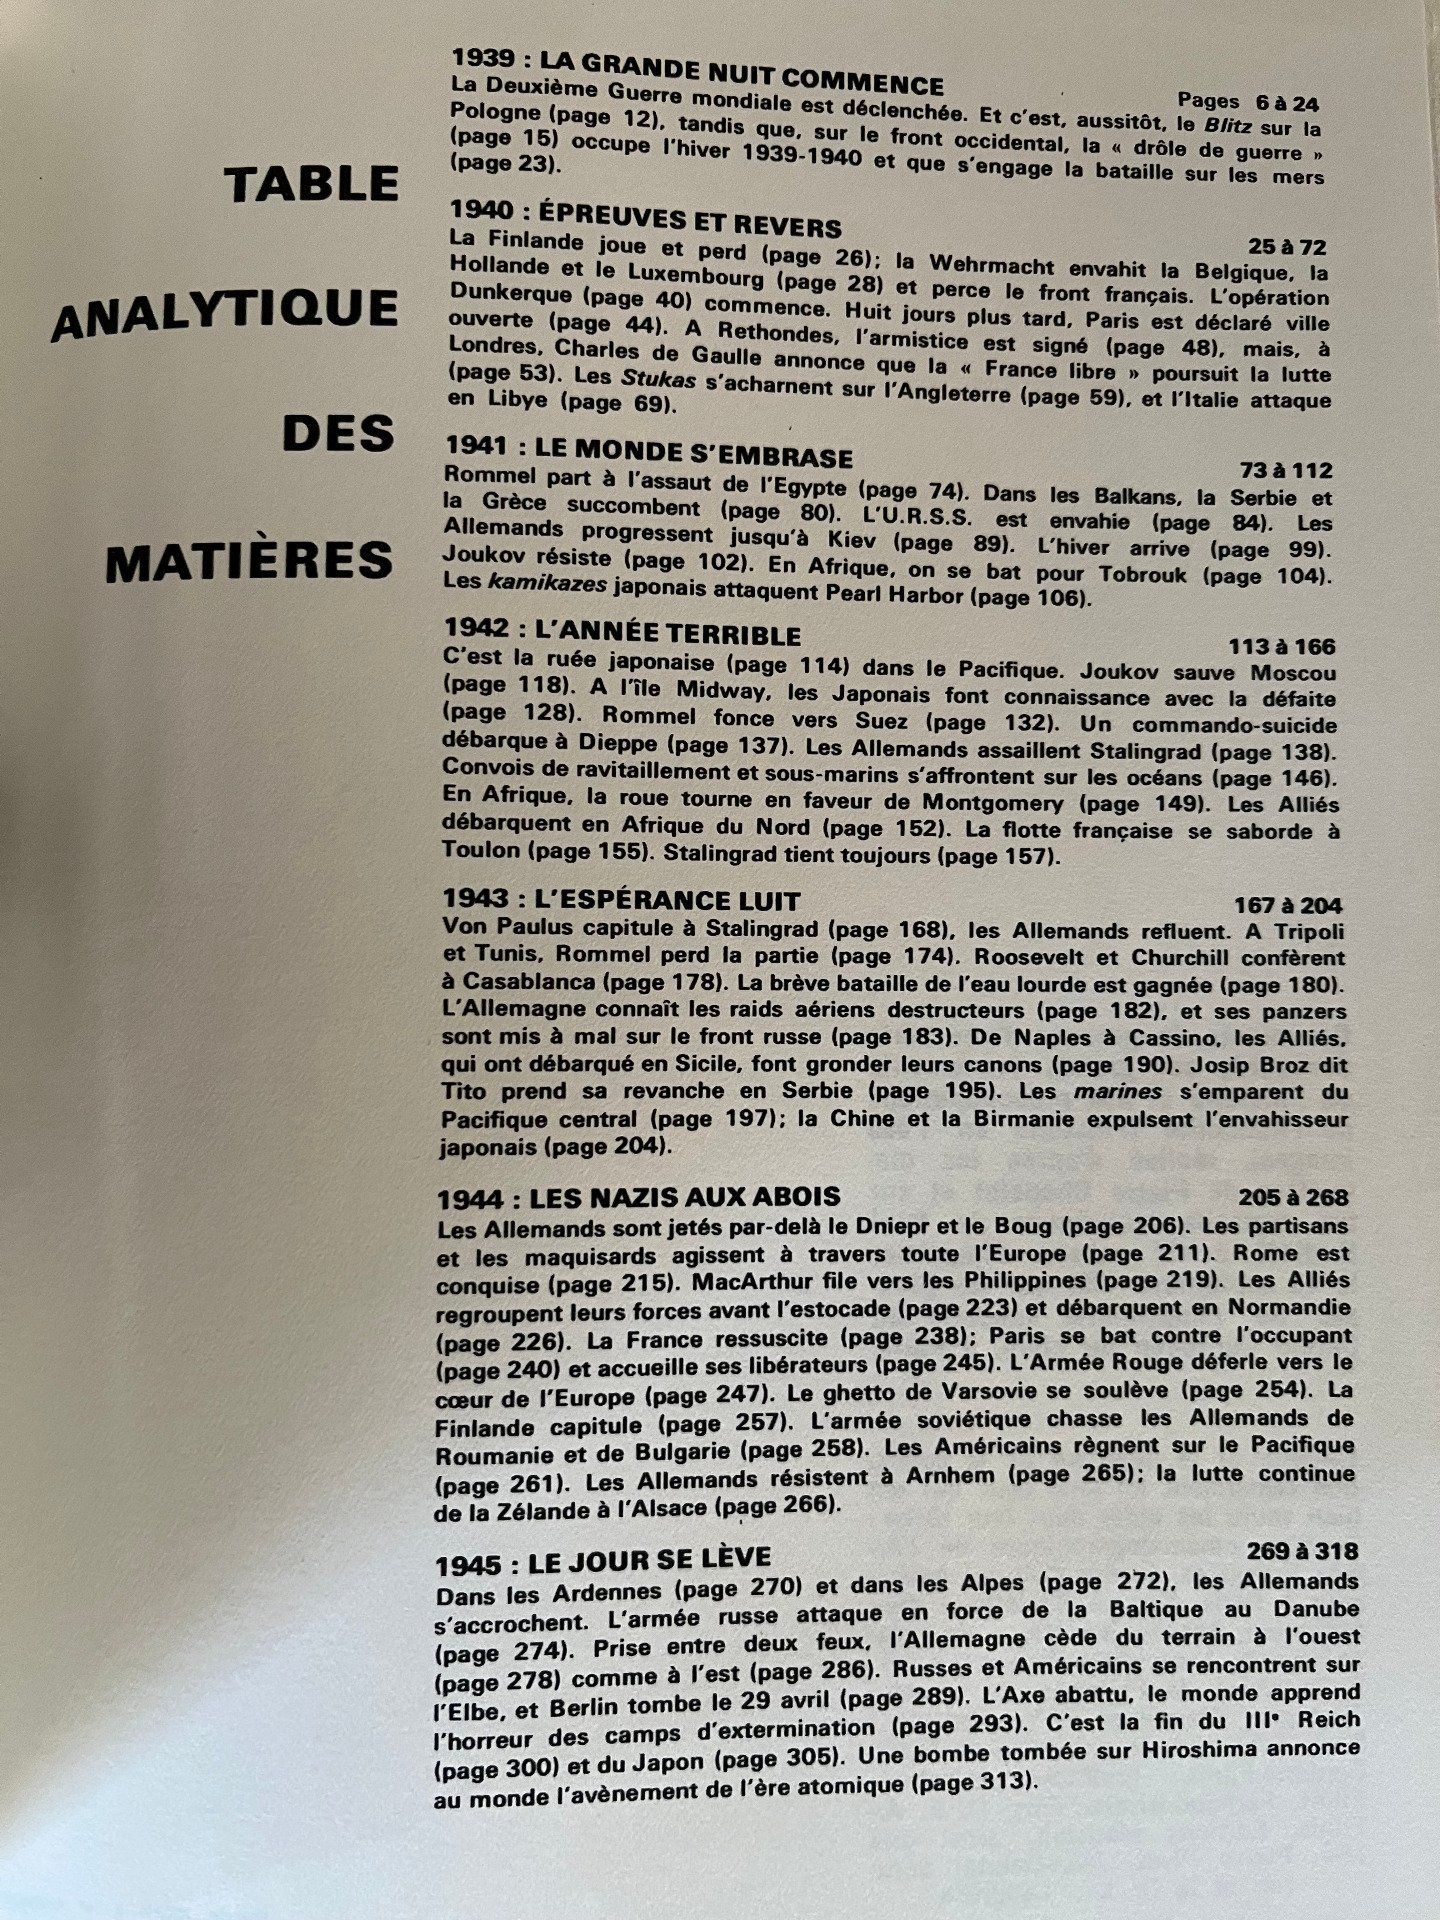 TABLE
ANALYTIQUE
DES
MATIÈRES
1939 : LA GRANDE NUIT COMMENCE
Pages 6 à 24
La Deuxième Guerre mondiale est déclenchée. Et c'est, aussitôt, le Blitz sur la
Pologne (page 12), tandis que, sur le front occidental, la « drôle de guerre »
(page 15) occupe l'hiver 1939-1940 et que s'engage la bataille sur les mers
(page 23).
1940 : ÉPREUVES ET REVERS
25 à 72
La Finlande joue et perd (page 26); la Wehrmacht envahit la Belgique, la
Hollande et le Luxembourg (page 28) et perce le front français. L'opération
Dunkerque (page 40) commence. Huit jours plus tard, Paris est déclaré ville
ouverte (page 44). A Rethondes, l'armistice est signé (page 48), mais, à
Londres, Charles de Gaulle annonce que la « France libre » poursuit la lutte
(page 53). Les Stukas s'acharnent sur l'Angleterre (page 59), et l'Italie attaque
en Libye (page 69).
1941 : LE MONDE S'EMBRASE
73 à 112
Rommel part à l'assaut de l'Egypte (page 74). Dans les Balkans, la Serbie et
la Grèce succombent (page 80). L'U.R.S.S. est envahie (page 84). Les
Allemands progressent jusqu'à Kiev (page 89). L'hiver arrive (page 99).
Joukov résiste (page 102). En Afrique, on se bat pour Tobrouk (page 104).
Les kamikazes japonais attaquent Pearl Harbor (page 106).
1942 : L'ANNÉE TERRIBLE
113 à 166
C'est la ruée japonaise (page 114) dans le Pacifique. Joukov sauve Moscou
(page 118). A l'île Midway, les Japonais font connaissance avec la défaite
(page 128). Rommel fonce vers Suez (page 132). Un commando-suicide
débarque à Dieppe (page 137). Les Allemands assaillent Stalingrad (page 138).
Convois de ravitaillement et sous-marins s'affrontent sur les océans (page 146).
En Afrique, la roue tourne en faveur de Montgomery (page 149). Les Alliés
débarquent en Afrique du Nord (page 152). La flotte française se saborde à
Toulon (page 155). Stalingrad tient toujours (page 157).
1943 : L'ESPÉRANCE LUIT
167 à 204
Von Paulus capitule à Stalingrad (page 168), les Allemands refluent. A Tripoli
et Tunis, Rommel perd la partie (page 174). Roosevelt et Churchill confèrent
à Casablanca (page 178). La brève bataille de l'eau lourde est gagnée (page 180).
L'Allemagne connaît les raids aériens destructeurs (page 182), et ses panzers
sont mis à mal sur le front russe (page 183). De Naples à Cassino, les Alliés,
qui ont débarqué en Sicile, font gronder leurs canons (page 190). Josip Broz dit
Tito prend sa revanche en Serbie (page 195). Les marines s'emparent du
Pacifique central (page 197); la Chine et la Birmanie expulsent l'envahisseur
japonais (page 204).
1944 : LES NAZIS AUX ABOIS
205 à 268
Les Allemands sont jetés par-delà le Dniepr et le Boug (page 206). Les partisans
et les maquisards agissent à travers toute l'Europe (page 211). Rome est
conquise (page 215). MacArthur file vers les Philippines (page 219). Les Alliés
regroupent leurs forces avant l'estocade (page 223) et débarquent en Normandie
(page 226). La France ressuscite (page 238); Paris se bat contre l'occupant
(page 240) et accueille ses libérateurs (page 245). L'Armée Rouge déferle vers le
cœur de l'Europe (page 247). Le ghetto de Varsovie se soulève (page 254). La
Finlande capitule (page 257). L'armée soviétique chasse les Allemands de
Roumanie et de Bulgarie (page 258). Les Américains règnent sur le Pacifique
(page 261). Les Allemands résistent à Arnhem (page 265); la lutte continue
de la Zélande à l'Alsace (page 266).
1945 : LE JOUR SE LÈVE
269 à 318
Dans les Ardennes (page 270) et dans les Alpes (page 272), les Allemands
s'accrochent. L'armée russe attaque en force de la Baltique au Danube
(page 274). Prise entre deux feux, l'Allemagne cède du terrain à l'ouest
(page 278) comme à l'est (page 286). Russes et Américains se rencontrent sur
l'Elbe, et Berlin tombe le 29 avril (page 289). L'Axe abattu, le monde apprend
l'horreur des camps d'extermination (page 293). C'est la fin du IIIe Reich
(page 300) et du Japon (page 305). Une bombe tombée sur Hiroshima annonce
au monde l'avènement de l'ère atomique (page 313).